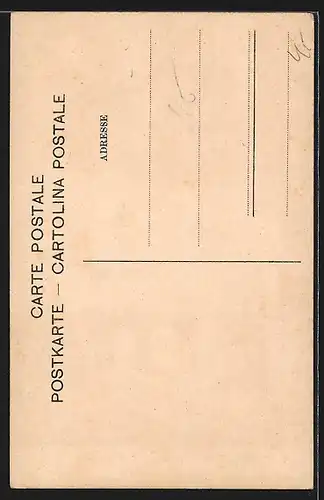 CARTE POSTALE
POSTKARTE — CARTOLINA POSTALE
ADRESSE